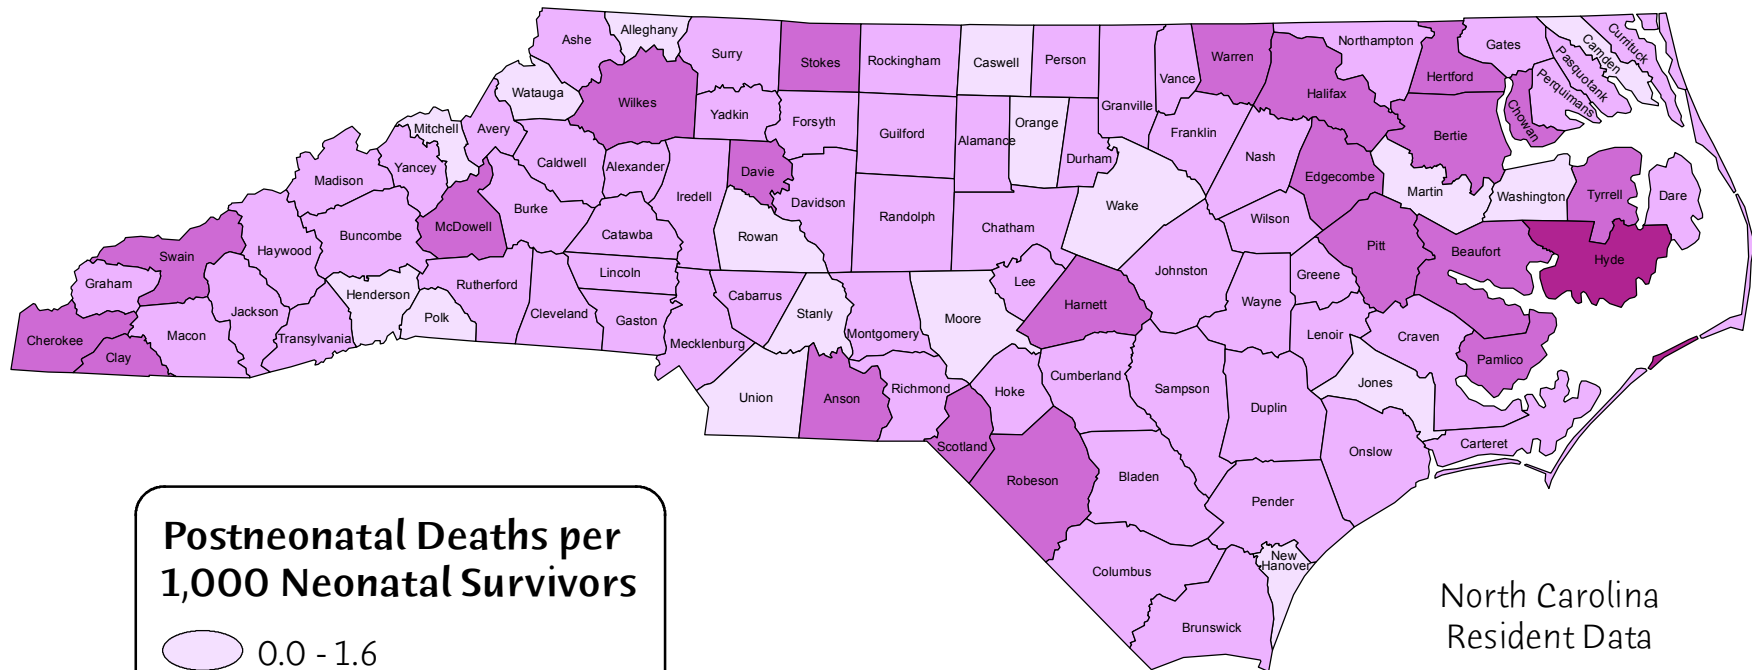 Alleghany
Ashe
Surry
Stokes
Rockingham
Caswell
Person
Vance
Warren
Northampton
Gates
Camden
Currituck
Pasquotank
Perquimans
Hertford
Halifax
Watauga
Wilkes
Yadkin
Forsyth
Guilford
Alamance
Orange
Durham
Granville
Franklin
Nash
Bertie
Chowan
Mitchell
Avery
Caldwell
Alexander
Iredell
Davie
Davidson
Randolph
Chatham
Wake
Edgecombe
Martin
Washington
Tyrrell
Dare
Madison
Yancey
McDowell
Burke
Catawba
Rowan
Wilson
Pitt
Beaufort
Hyde
Swain
Haywood
Buncombe
Lincoln
Cabarrus
Lee
Harnett
Johnston
Greene
Graham
Jackson
Henderson
Rutherford
Cleveland
Gaston
Stanly
Montgomery
Moore
Wayne
Lenoir
Craven
Pamlico
Cherokee
Clay
Macon
Transylvania
Polk
Mecklenburg
Union
Anson
Richmond
Hoke
Cumberland
Sampson
Duplin
Jones
Scotland
Robeson
Bladen
Onslow
Carteret
Pender
Columbus
New
Hanover
Brunswick
Postneonatal Deaths per
1,000 Neonatal Survivors
0.0 - 1.6
North Carolina
Resident Data